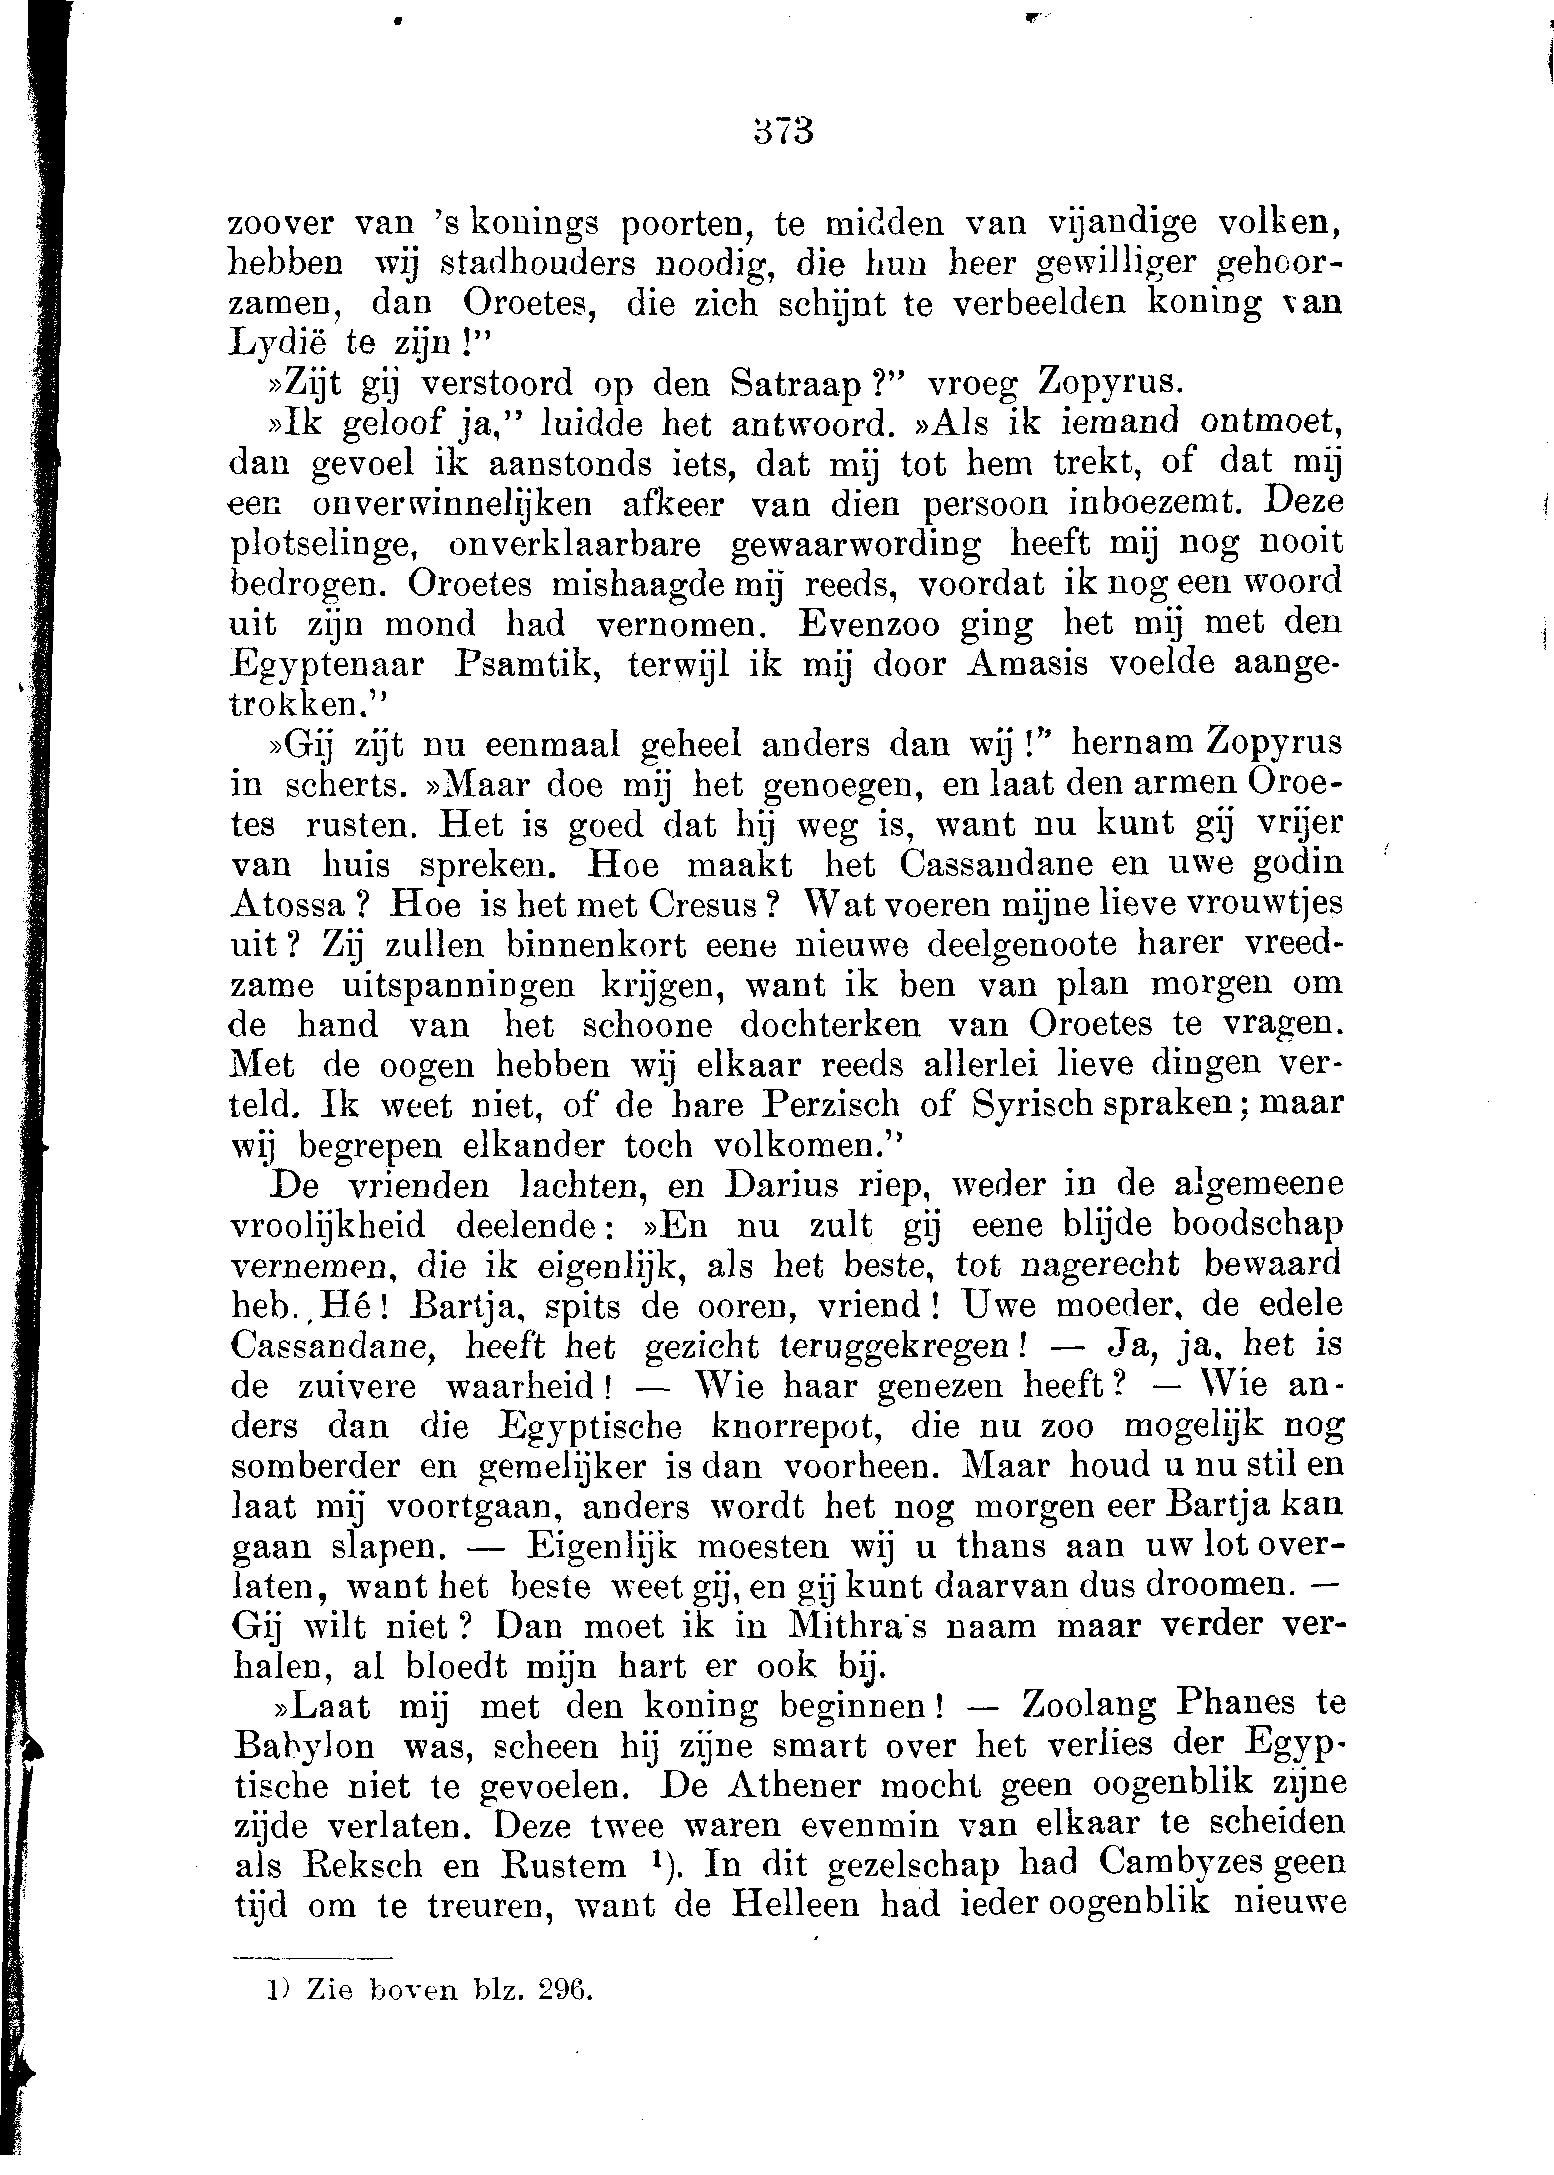 373
zoover van 's konings poorten, te midden van vijandige volken,
hebben wij stadhouders noodig, die hun heer gewilliger gehoor-
zamen, dan Oroetes, die zich schijnt te verbeelden koning van
Lydië te zijn!”
»Zijt gij verstoord op den Satraap?” vroeg Zopyrus.
»Ik geloof ja,” luidde het antwoord. »Als ik iemand ontmoet,
dan gevoel ik aanstonds iets, dat mij tot hem trekt, of dat mij
een onverwinnelijken afkeer van dien persoon inboezemt. Deze
plotselinge, onverklaarbare gewaarwording heeft mij nog nooit
bedrogen. Oroetes mishaagde mij reeds, voordat ik nog een woord
uit zijn mond had vernomen. Evenzoo ging het mij met den
Egyptenaar Psamtik, terwijl ik mij door Amasis voelde aange-
trokken.”
»Gij zijt nu eenmaal geheel anders dan wij!” hernam Zopyrus
in scherts. »Maar doe mij het genoegen, en laat den armen Oroe-
tes rusten. Het is goed dat hij weg is, want nu kunt gij vrijer
van huis spreken. Hoe maakt het Cassandane en uwe godin
Atossa? Hoe is het met Cresus? Wat voeren mijne lieve vrouwtjes
uit? Zij zullen binnenkort eene nieuwe deelgenoote harer vreed-
zame uitspanningen krijgen, want ik ben van plan morgen om
de hand van het schoone dochterken van Oroetes te vragen.
Met de oogen hebben wij elkaar reeds allerlei lieve dingen ver-
teld. Ik weet niet, of de hare Perzisch of Syrisch spraken; maar
wij begrepen elkander toch volkomen.”
De vrienden lachten, en Darius riep, weder in de algemeene
vroolijkheid deelende: »En nu zult gij eene blijde boodschap
vernemen, die ik eigenlijk, als het beste, tot nagerecht bewaard
heb. Hé! Bartja, spits de ooren, vriend! Uwe moeder, de edele
Cassandane, heeft het gezicht teruggekregen! — Ja, ja, het is
de zuivere waarheid! — Wie haar genezen heeft? — Wie an-
ders dan die Egyptische knorrepot, die nu zoo mogelijk nog
somberder en gemelijker is dan voorheen. Maar houd u nu stil en
laat mij voortgaan, anders wordt het nog morgen eer Bartja kan
gaan slapen. — Eigenlijk moesten wij u thans aan uw lot over-
laten, want het beste weet gij, en gij kunt daarvan dus droomen. —
Gij wilt niet? Dan moet ik in Mithra's naam maar verder ver-
halen, al bloedt mijn hart er ook bij.
»Laat mij met den koning beginnen! — Zoolang Phanes te
Babylon was, scheen hij zijne smart over het verlies der Egyp-
tische niet te gevoelen. De Athener mocht geen oogenblik zijne
zijde verlaten. Deze twee waren evenmin van elkaar te scheiden
als Reksch en Rustem ¹). In dit gezelschap had Cambyzes geen
tijd om te treuren, want de Helleen had ieder oogenblik nieuwe
1) Zie boven blz. 296.